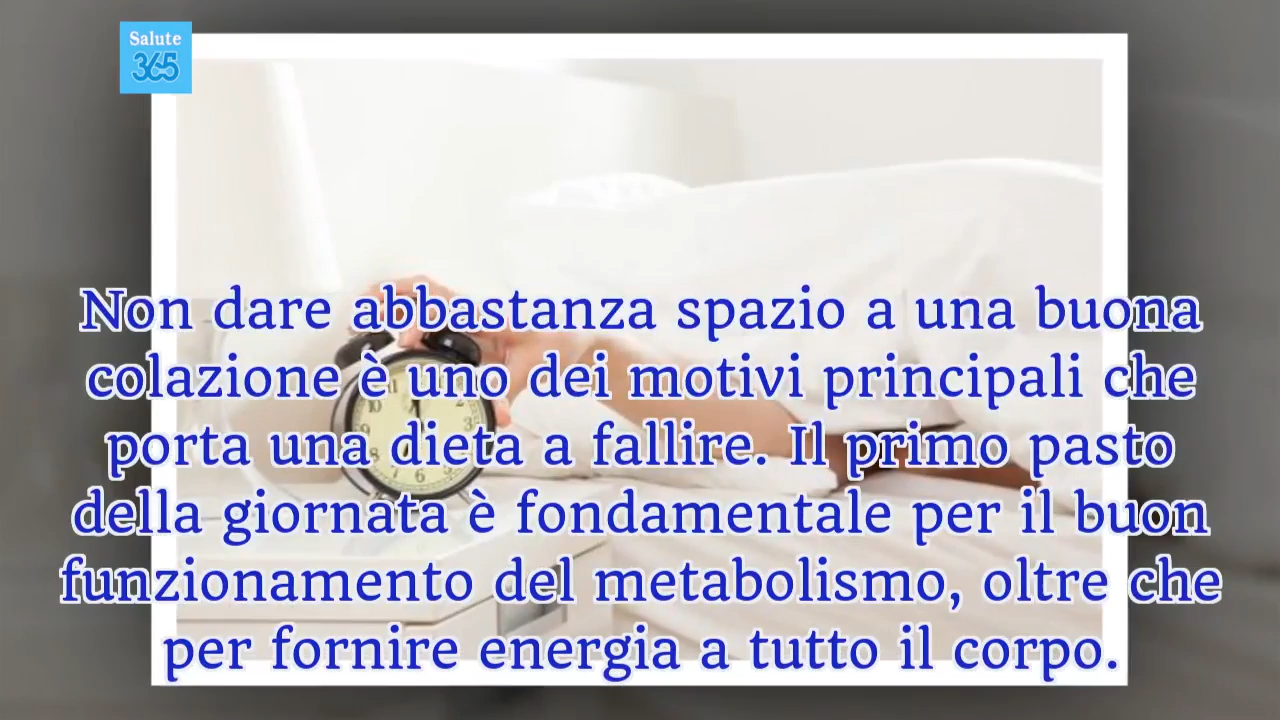 Salute
365
Non dare abbastanza spazio a una buona
colazione è uno dei motivi principali che
porta una dieta a fallire. Il primo pasto
della giornata è fondamentale per il buon
funzionamento del metabolismo, oltre che
per fornire energia a tutto il corpo.